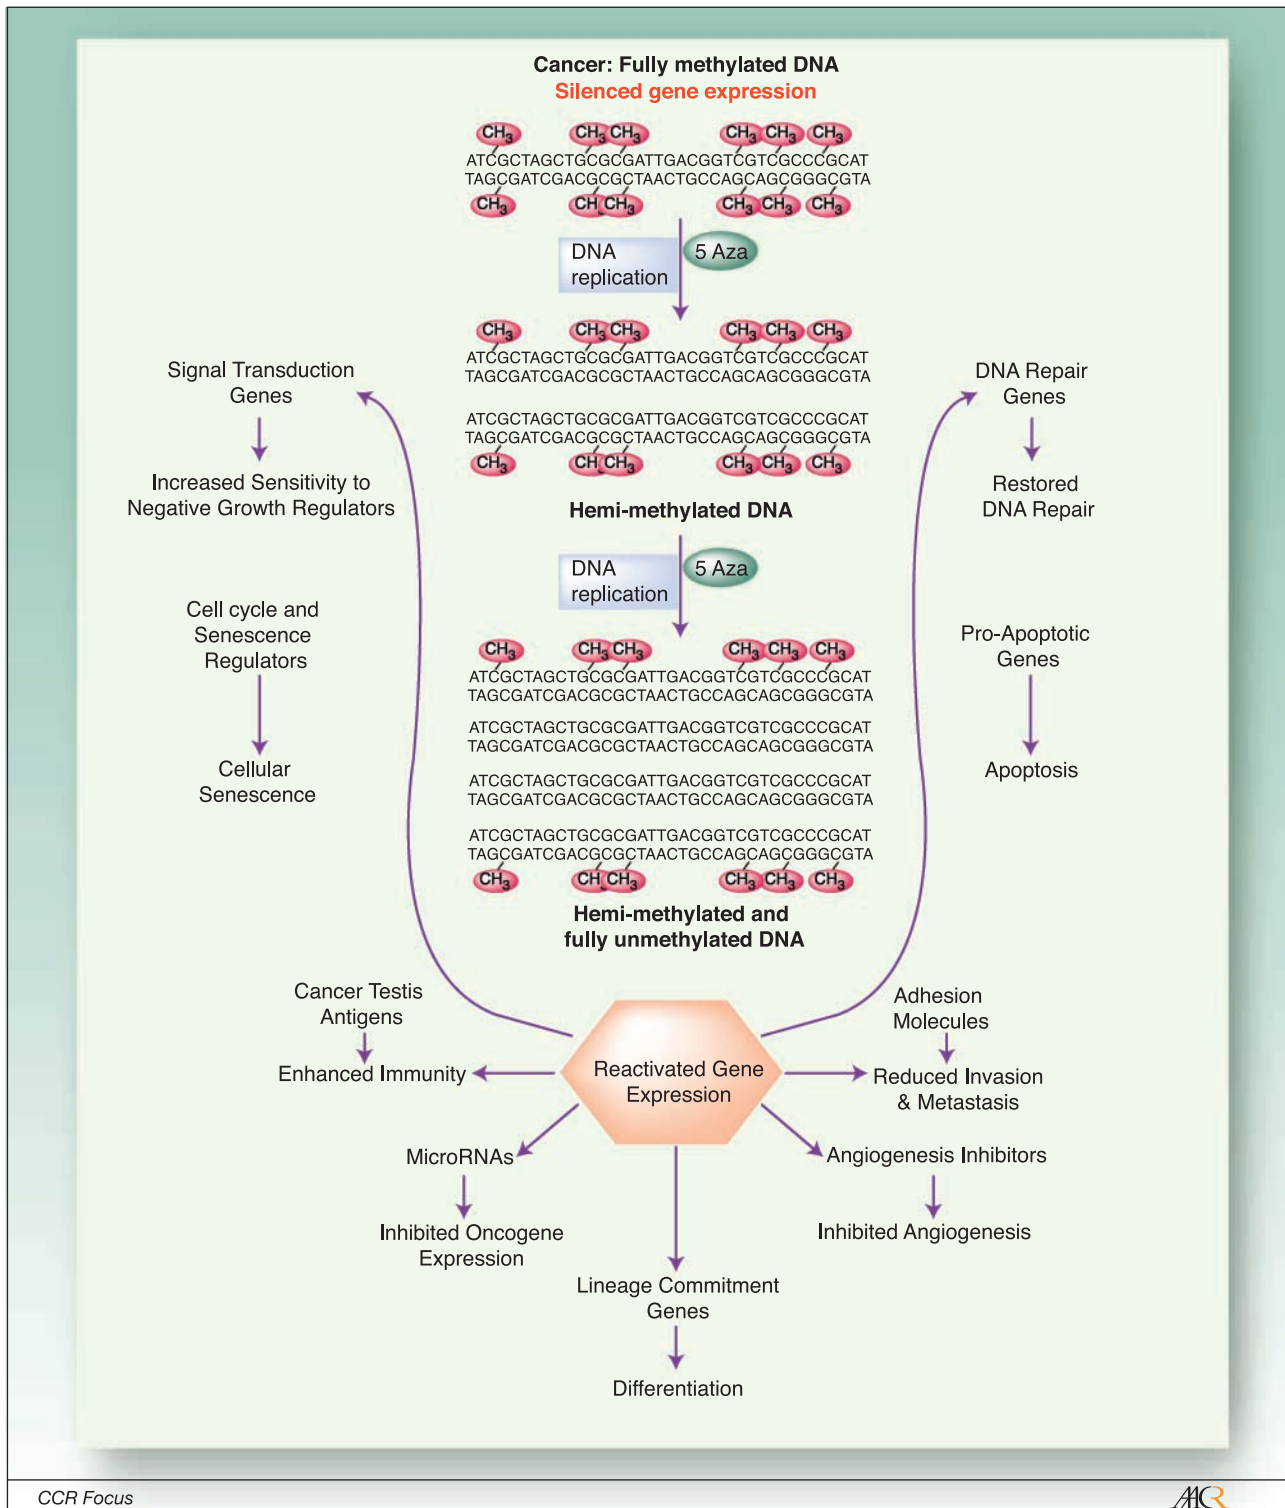 Cancer: Fully methylated DNA
Silenced gene expression
CH3 CH3 CH3 CH3 CH3 CH3
ATCGCTAGCTGCGCGATTGACGGTCGTCGCCCGCAT
TAGCGATCGACGCGCTAACTGCCAGCAGCGGGCGTA
CH3 CH CH3 CH3 CH3 CH3
DNA
replication
5 Aza
CH3 CH3 CH3 CH3 CH3 CH3
ATCGCTAGCTGCGCGATTGACGGTCGTCGCCCGCAT
TAGCGATCGACGCGCTAACTGCCAGCAGCGGGCGTA
ATCGCTAGCTGCGCGATTGACGGTCGTCGCCCGCAT
TAGCGATCGACGCGCTAACTGCCAGCAGCGGGCGTA
CH3 CH CH3 CH3 CH3 CH3
Hemi-methylated DNA
DNA
replication
5 Aza
CH3 CH3 CH3 CH3 CH3 CH3
ATCGCTAGCTGCGCGATTGACGGTCGTCGCCCGCAT
TAGCGATCGACGCGCTAACTGCCAGCAGCGGGCGTA
ATCGCTAGCTGCGCGATTGACGGTCGTCGCCCGCAT
TAGCGATCGACGCGCTAACTGCCAGCAGCGGGCGTA
ATCGCTAGCTGCGCGATTGACGGTCGTCGCCCGCAT
TAGCGATCGACGCGCTAACTGCCAGCAGCGGGCGTA
ATCGCTAGCTGCGCGATTGACGGTCGTCGCCCGCAT
TAGCGATCGACGCGCTAACTGCCAGCAGCGGGCGTA
CH3 CH CH3 CH3 CH3 CH3
Hemi-methylated and
fully unmethylated DNA
Signal Transduction
Genes
Increased Sensitivity to
Negative Growth Regulators
Cell cycle and
Senescence
Regulators
Cellular
Senescence
DNA Repair
Genes
Restored
DNA Repair
Pro-Apoptotic
Genes
Apoptosis
Cancer Testis
Antigens
Enhanced Immunity
Reactivated Gene
Expression
Adhesion
Molecules
Reduced Invasion
& Metastasis
MicroRNAs
Inhibited Oncogene
Expression
Angiogenesis Inhibitors
Inhibited Angiogenesis
Lineage Commitment
Genes
Differentiation
CCR Focus
AACR